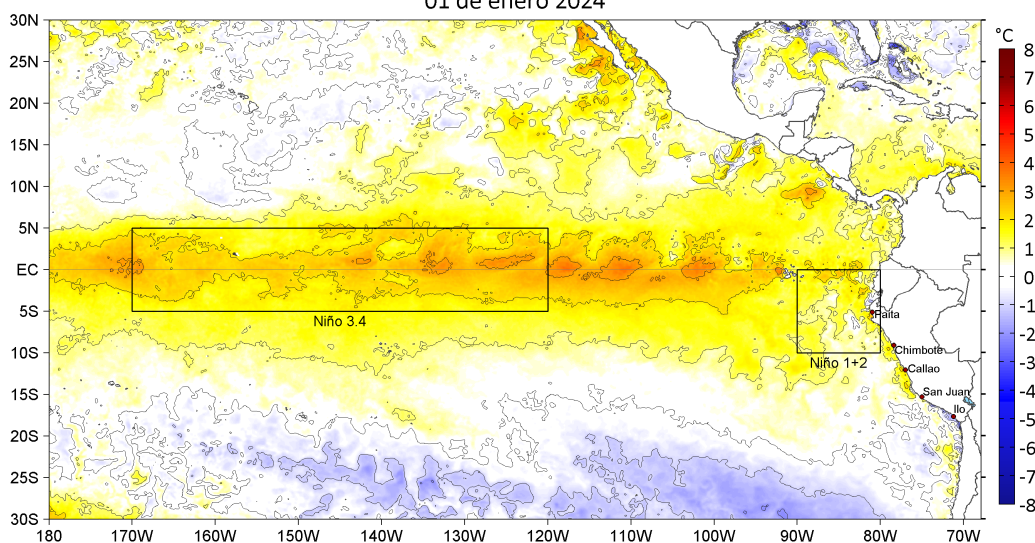 01 de enero 2024
°C
30N
25N
20N
15N
10N
5N
EC
5S
10S
15S
20S
25S
30S
Niño 3.4
Niño 1+2
Paita
Chimbote
Callao
San Juan
Ilo
180 170W 160W 150W 140W 130W 120W 110W 100W 90W 80W 70W
8
7
6
5
4
3
2
1
0
-1
-2
-3
-4
-5
-6
-7
-8